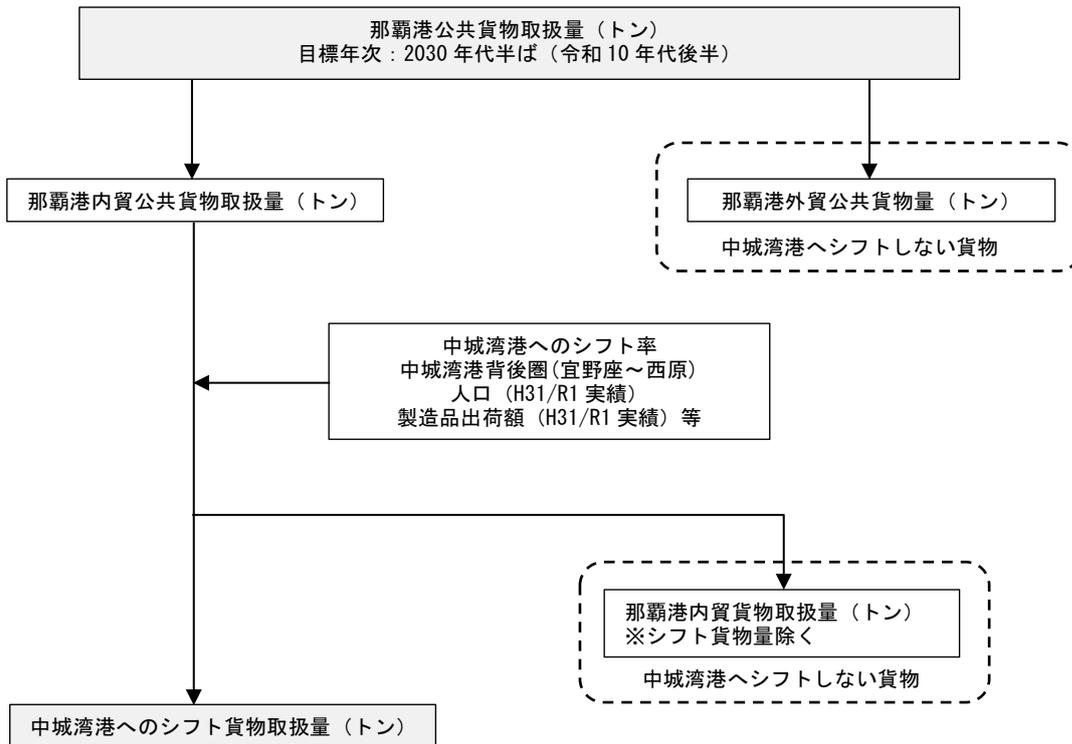 那覇港公共貨物取扱量（トン）
目標年次：2030年代半ば（令和10年代後半）
那覇港内貿公共貨物取扱量（トン）
那覇港外貿公共貨物量（トン）
中城湾港へシフトしない貨物
中城湾港へのシフト率
中城湾港背後圏(宜野座～西原)
人口（H31/R1実績）
製造品出荷額（H31/R1実績）等
那覇港内貿貨物取扱量（トン）
※シフト貨物量除く
中城湾港へシフトしない貨物
中城湾港へのシフト貨物取扱量（トン）